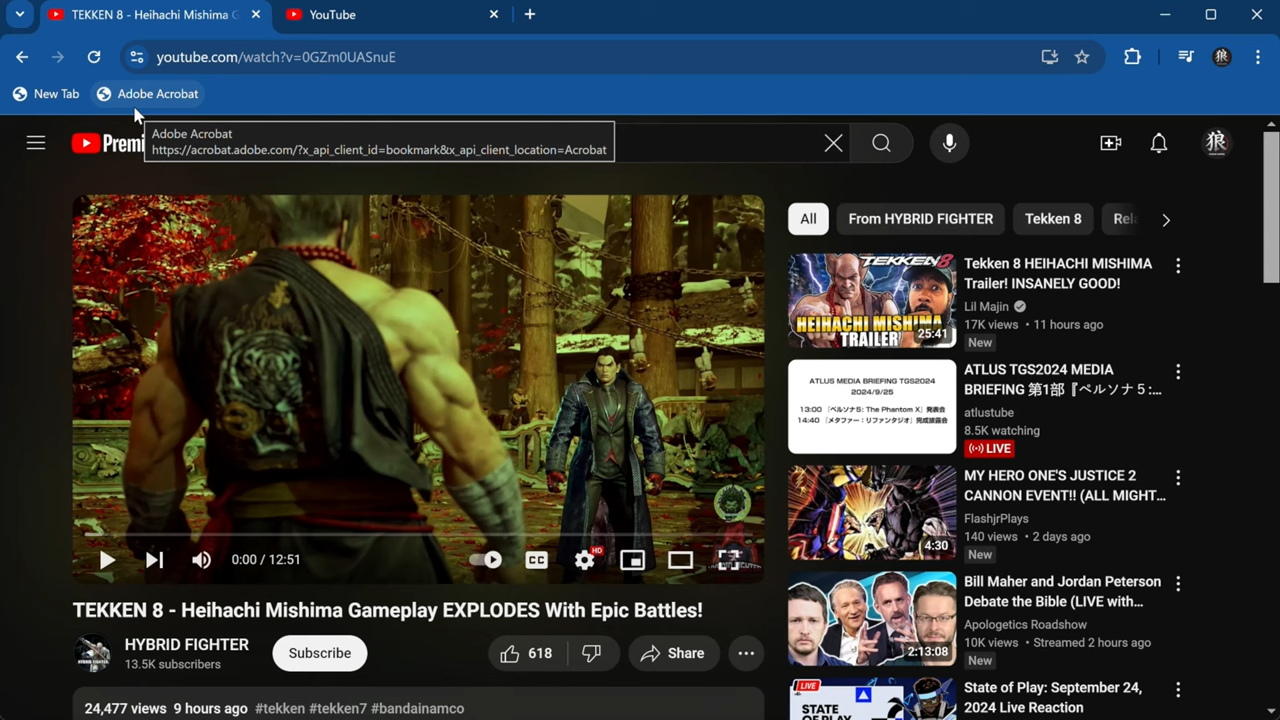 TEKKEN 8 - Heihachi Mishima G
YouTube
youtube.com/watch?v=0GZm0UASnuE
New Tab
Adobe Acrobat
Adobe Acrobat
https://acrobat.adobe.com/?x_api_client_id=bookmark&x_api_client_location=Acrobat
Premi
狼
All
From HYBRID FIGHTER
Tekken 8
Rela
TEKKEN 8
HEIHACHI MISHIMA
TRAILER
25:41
Tekken 8 HEIHACHI MISHIMA
Trailer! INSANELY GOOD!
Lil Majin
17K views • 11 hours ago
New
ATLUS MEDIA BRIEFING TGS2024
2024/9/25
13:00 『ペルソナ5: The Phantom X』発表会
14:40 『メタファー:リファンタジオ』完成披露会
ATLUS TGS2024 MEDIA
BRIEFING 第1部『ペルソナ5:...
atlustube
8.5K watching
LIVE
4:30
MY HERO ONE'S JUSTICE 2
CANNON EVENT!! (ALL MIGHT...
FlashjrPlays
140 views • 2 days ago
New
2:13:08
Bill Maher and Jordan Peterson
Debate the Bible (LIVE with...
Apologetics Roadshow
10K views • Streamed 2 hours ago
New
LIVE
STATE OF
PLAY
State of Play: September 24,
2024 Live Reaction
0:00 / 12:51
CC
HD
TEKKEN 8 - Heihachi Mishima Gameplay EXPLODES With Epic Battles!
HYBRID FIGHTER
13.5K subscribers
Subscribe
618
Share
24,477 views 9 hours ago #tekken #tekken7 #bandainamco